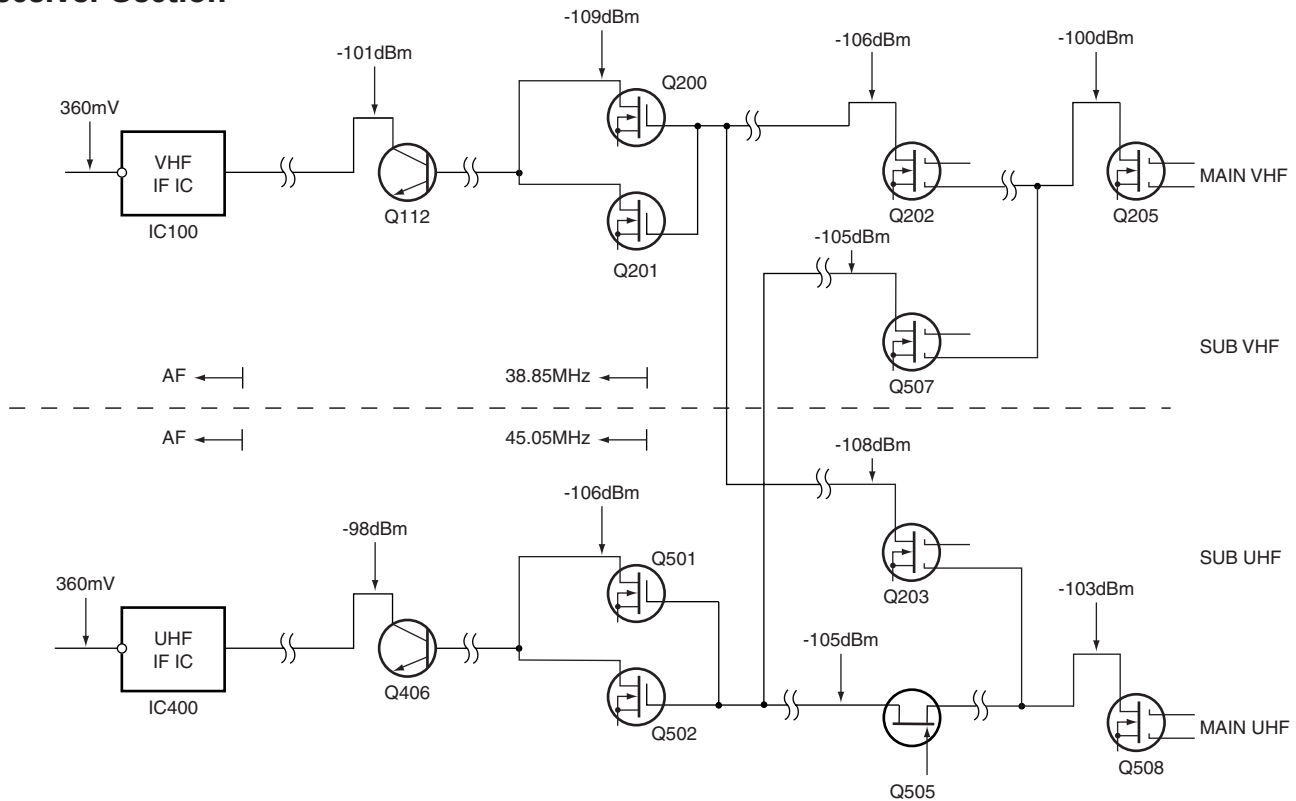 -109dBm
-106dBm
-100dBm
-101dBm
Q200
360mV
VHF
IF IC
MAIN VHF
IC100
Q112
Q202
Q205
-105dBm
Q201
SUB VHF
AF
38.85MHz
Q507
AF
45.05MHz
-108dBm
-106dBm
-98dBm
Q501
SUB UHF
360mV
Q203
-103dBm
UHF
IF IC
-105dBm
Q406
IC400
Q502
MAIN UHF
Q508
Q505